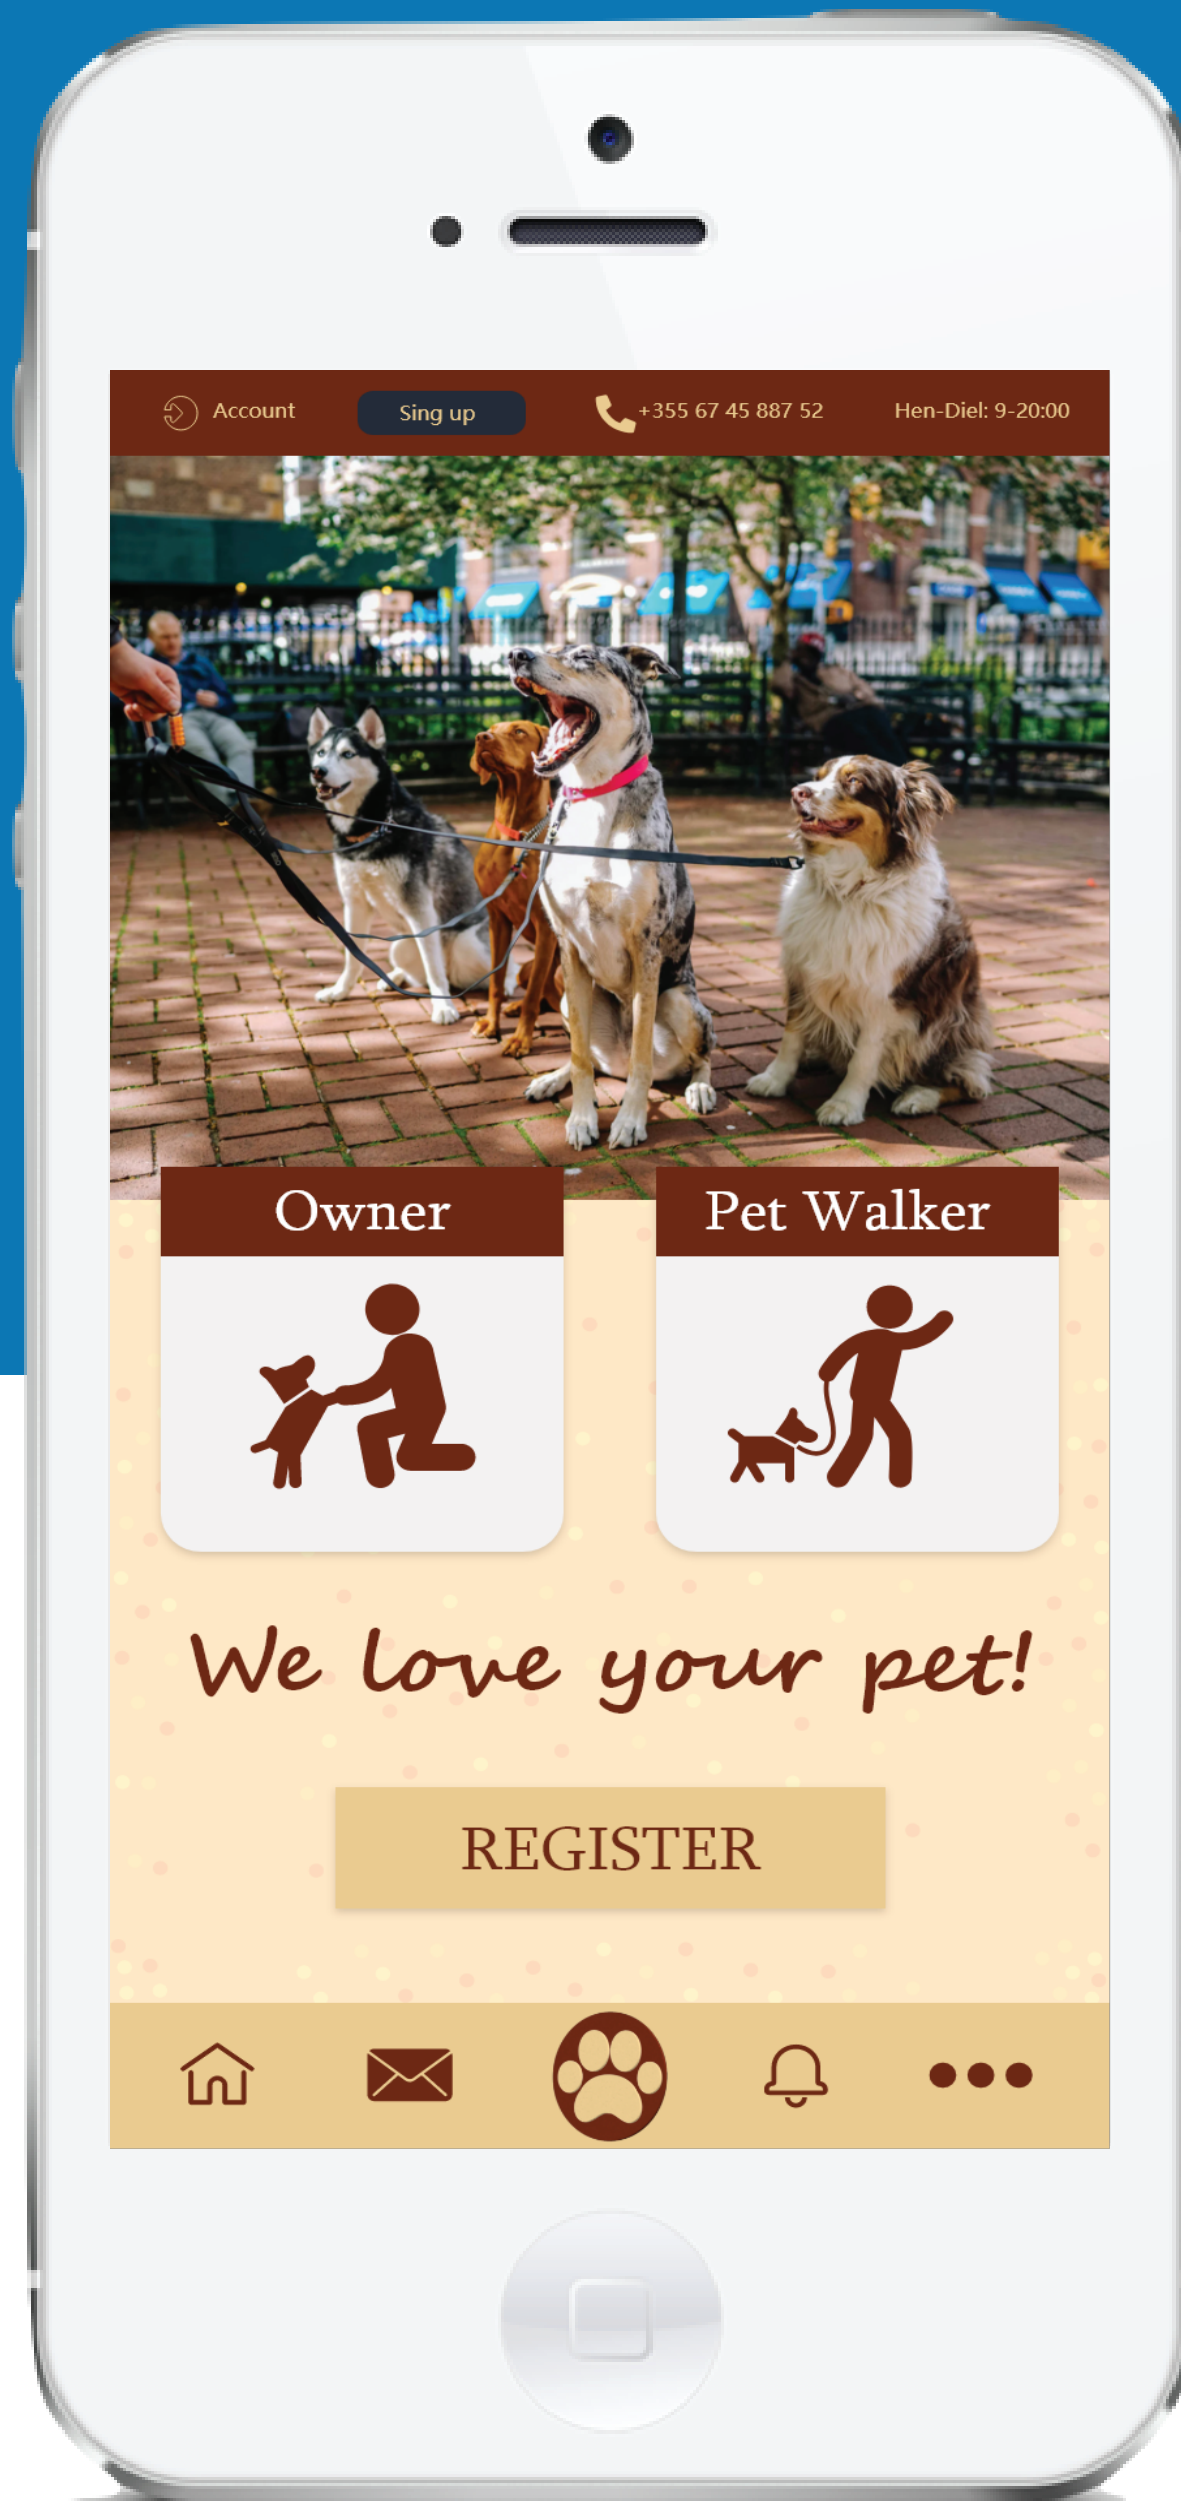 Account
Sing up
+355 67 45 887 52
Hen-Diel: 9-20:00
Owner
Pet Walker
We love your pet!
REGISTER